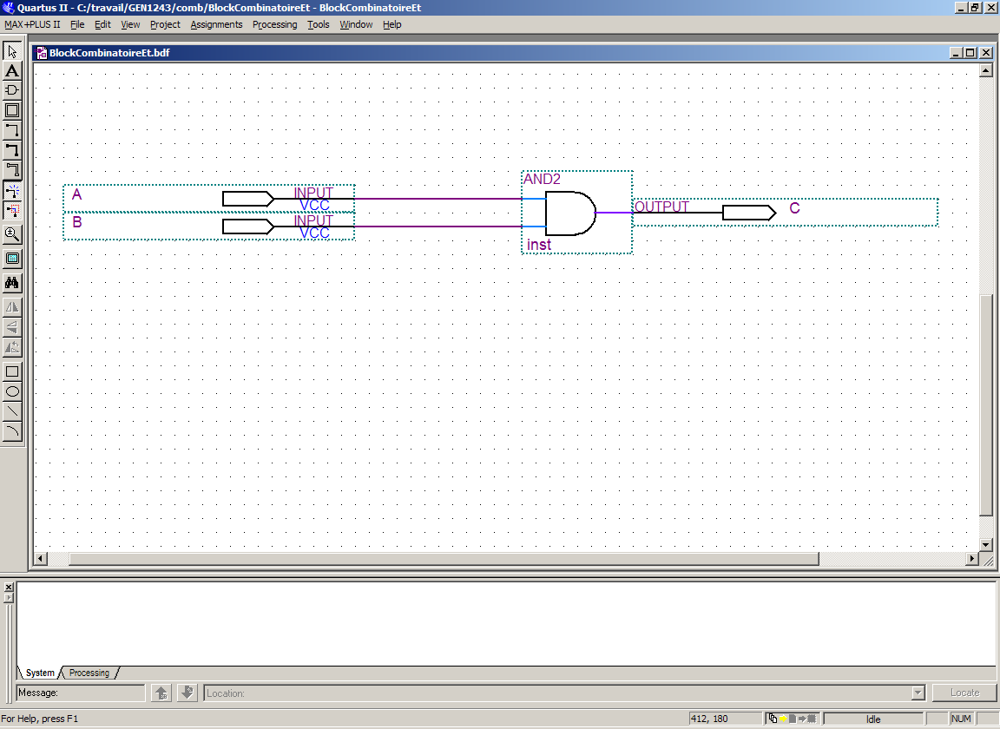 Quartus II - C:/travail/GEN1243/comb/BlockCombinatoireEt - BlockCombinatoireEt
MAX+PLUS II File Edit View Project Assignments Processing Tools Window Help
BlockCombinatoireEt.bdf
A
A INPUT
VCC
B INPUT
VCC
AND2
inst
OUTPUT C
System Processing
Message: Location: Locate
For Help, press F1 412, 180 Idle NUM